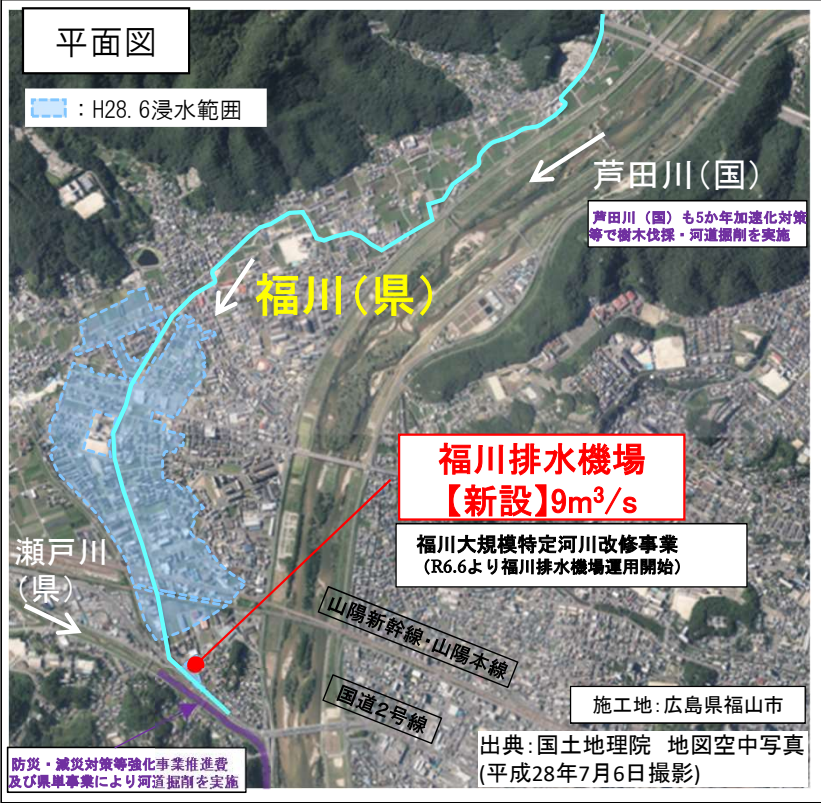 平面図
：H28.6浸水範囲
芦田川(国)
芦田川（国）も5か年加速化対策
等で樹木伐採・河道掘削を実施
福川(県)
福川排水機場
【新設】9m³/s
福川大規模特定河川改修事業
（R6.6より福川排水機場運用開始）
瀬戸川
(県)
山陽新幹線・山陽本線
国道2号線
施工地：広島県福山市
防災・減災対策等強化事業推進費
及び県単事業により河道掘削を実施
出典：国土地理院 地図空中写真
(平成28年7月6日撮影)